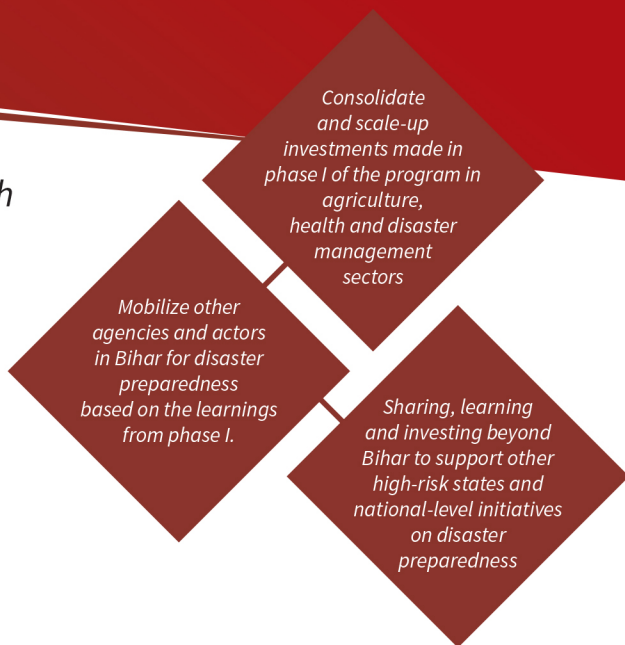 Consolidate
and scale-up
investments made in
phase I of the program in
agriculture,
health and disaster
management
sectors
h
Mobilize other
agencies and actors
in Bihar for disaster
preparedness
based on the learnings
from phase I.
Sharing, learning
and investing beyond
Bihar to support other
high-risk states and
national-level initiatives
on disaster
preparedness